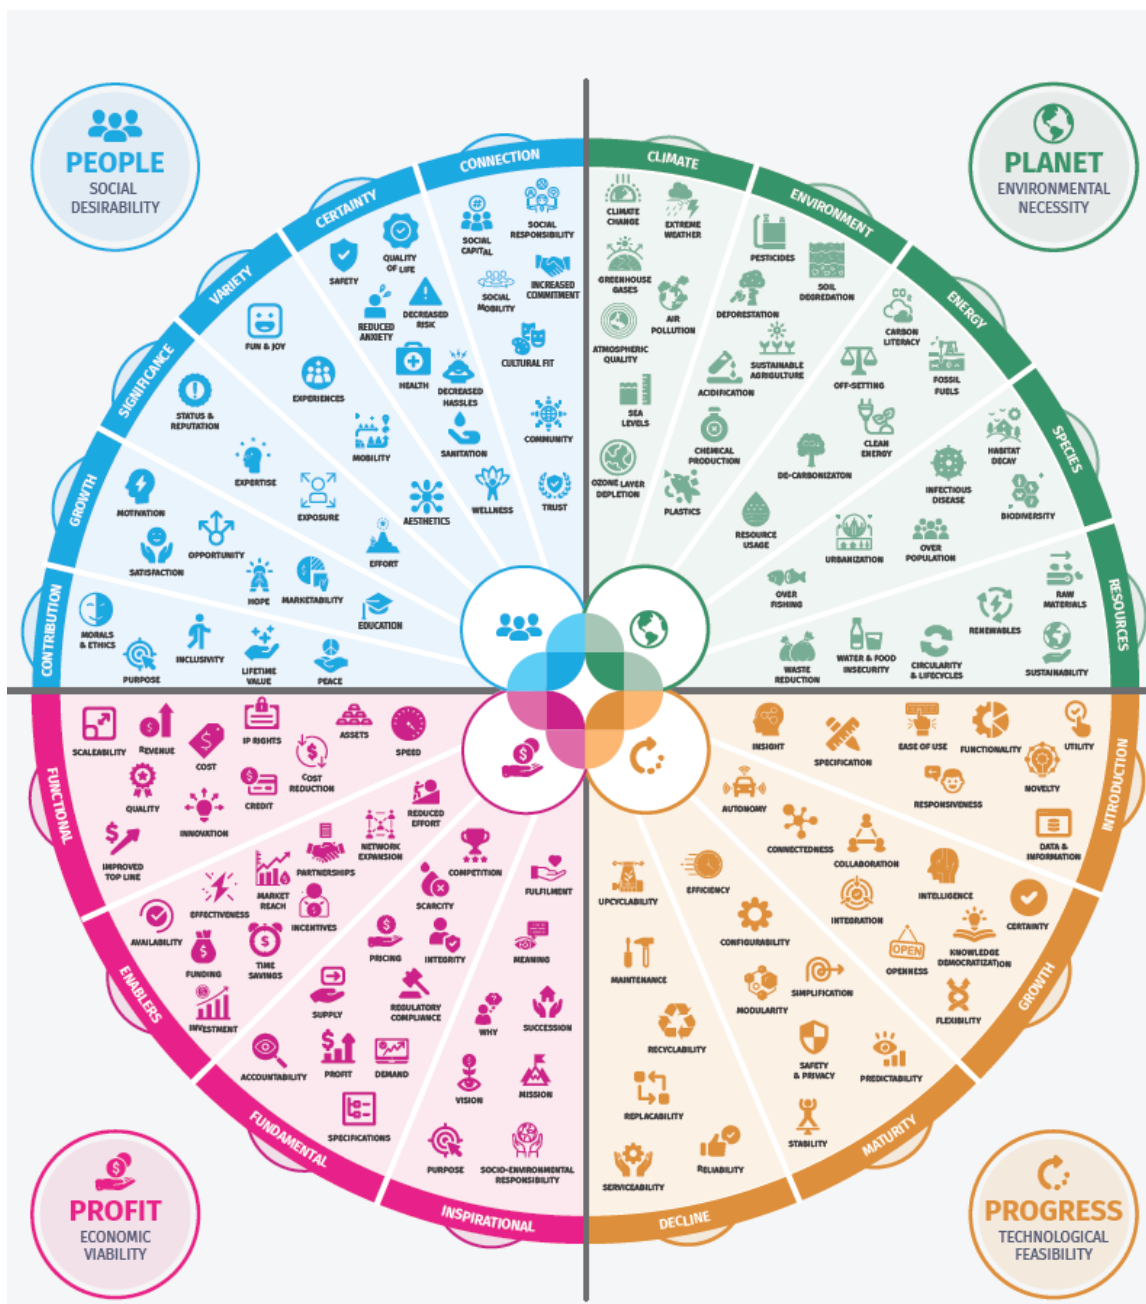 PEOPLE
SOCIAL
DESIRABILITY
PLANET
ENVIRONMENTAL
NECESSITY
CONNECTION
CERTAINTY
VARIETY
SIGNIFICANCE
GROWTH
CONTRIBUTION
SOCIAL
CAPITAL
SOCIAL
RESPONSIBILITY
SOCIAL
MOBILITY
INCREASED
COMMITMENT
CULTURAL FIT
COMMUNITY
TRUST
SAFETY
QUALITY
OF LIFE
REDUCED
ANXIETY
DECREASED
RISK
HEALTH
DECREASED
HASSLES
SANITATION
WELLNESS
FUN & JOY
EXPERIENCES
MOBILITY
AESTHETICS
STATUS &
REPUTATION
EXPERTISE
EXPOSURE
EFFORT
MOTIVATION
OPPORTUNITY
SATISFACTION
HOPE
MARKETABILITY
EDUCATION
MORALS
& ETHICS
PURPOSE
INCLUSIVITY
LIFETIME
VALUE
PEACE
CLIMATE
ENVIRONMENT
ENERGY
SPECIES
RESOURCES
CLIMATE
CHANGE
EXTREME
WEATHER
GREENHOUSE
GASES
AIR
POLLUTION
ATMOSPHERIC
QUALITY
SEA
LEVELS
OZONE LAYER
DEPLETION
PESTICIDES
SOIL
DEGREDATION
DEFORESTATION
SUSTAINABLE
AGRIGULTURE
ACIDIFICATION
CHEMICAL
PRODUCTION
PLASTICS
CO₂
CARBON
LITERACY
FOSSIL
FUELS
OFF-SETTING
CLEAN
ENERGY
DE-CARBONIZATON
RESOURCE
USAGE
HABITAT
DECAY
INFECTIOUS
DISEASE
BIODIVERSITY
OVER
POPULATION
URBANIZATION
OVER
FISHING
RAW
MATERIALS
RENEWABLES
SUSTAINABILITY
CIRCULARITY
& LIFECYCLES
WATER & FOOD
INSECURITY
WASTE
REDUCTION
FUNCTIONAL
ENABLERS
FUNDAMENTAL
INSPIRATIONAL
SCALEABILITY
REVENUE
COST
IP RIGHTS
COST
REDUCTION
ASSETS
SPEED
QUALITY
INNOVATION
CREDIT
IMPROVED
TOP LINE
REDUCED
EFFORT
NETWORK
EXPANSION
PARTNERSHIPS
MARKET
REACH
EFFECTIVENESS
INCENTIVES
AVAILABILITY
FUNDING
TIME
SAVINGS
INVESTMENT
COMPETITION
SCARCITY
PRICING
INTEGRITY
SUPPLY
REGULATORY
COMPLIANCE
ACCOUNTABILITY
PROFIT
DEMAND
SPECIFICATIONS
FULFILMENT
MEANING
WHY
SUCCESSION
VISION
MISSION
PURPOSE
SOCIO-ENVIRONMENTAL
RESPONSIBILITY
INTRODUCTION
GROWTH
MATURITY
DECLINE
INSIGHT
SPECIFICATION
EASE OF USE
FUNCTIONALITY
UTILITY
AUTONOMY
RESPONSIVENESS
NOVELTY
DATA &
INFORMATION
CONNECTEDNESS
COLLABORATION
INTELLIGENCE
CERTAINTY
INTEGRATION
OPEN
OPENNESS
KNOWLEDGE
DEMOCRATIZATION
FLEXIBILITY
EFFICIENCY
CONFIGURABILITY
SIMPLIFICATION
MODULARITY
SAFETY
& PRIVACY
PREDICTABILITY
STABILITY
UPCYCLABILITY
MAINTENANCE
RECYCLABILITY
REPLACABILITY
SERVICEABILITY
RELIABILITY
PROFIT
ECONOMIC
VIABILITY
PROGRESS
TECHNOLOGICAL
FEASIBILITY